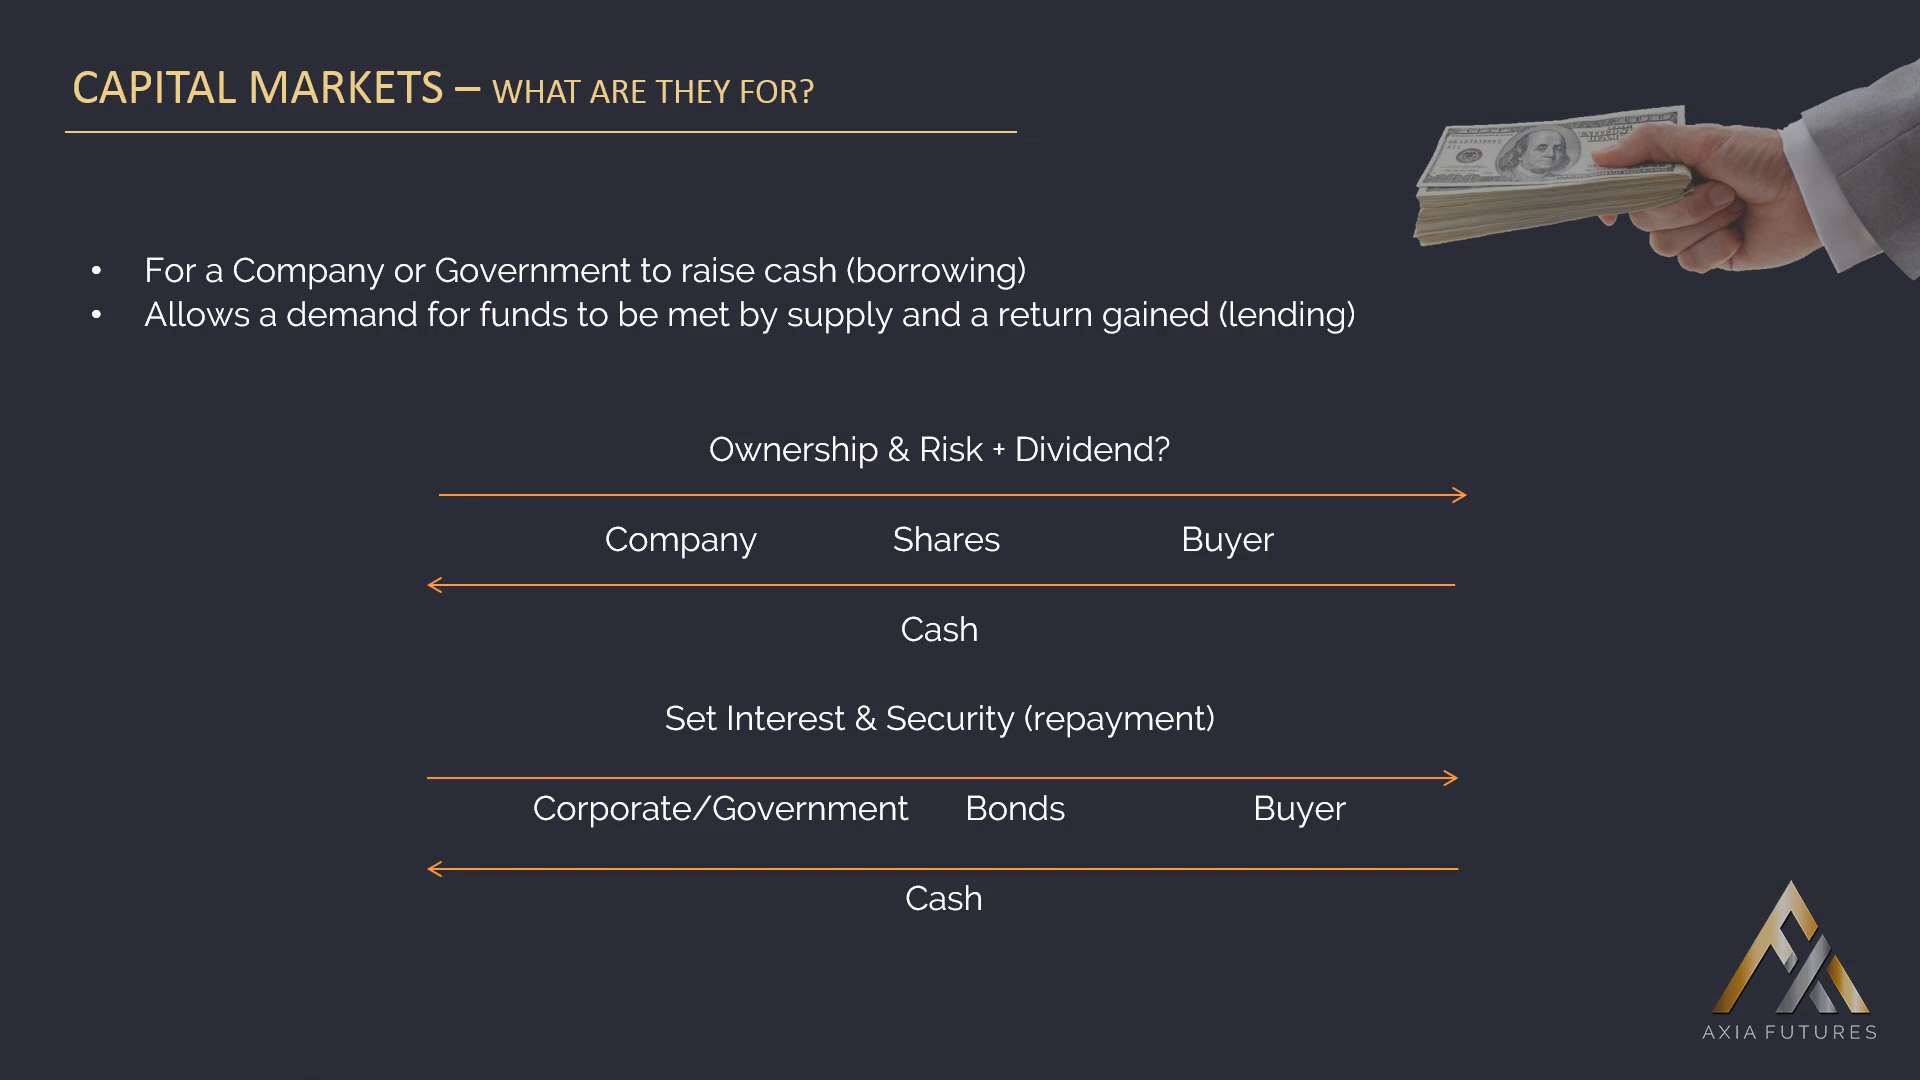 CAPITAL MARKETS – WHAT ARE THEY FOR?
• For a Company or Government to raise cash (borrowing)
• Allows a demand for funds to be met by supply and a return gained (lending)
Ownership & Risk + Dividend?
Company Shares Buyer
Cash
Set Interest & Security (repayment)
Corporate/Government Bonds Buyer
Cash
AXIA FUTURES